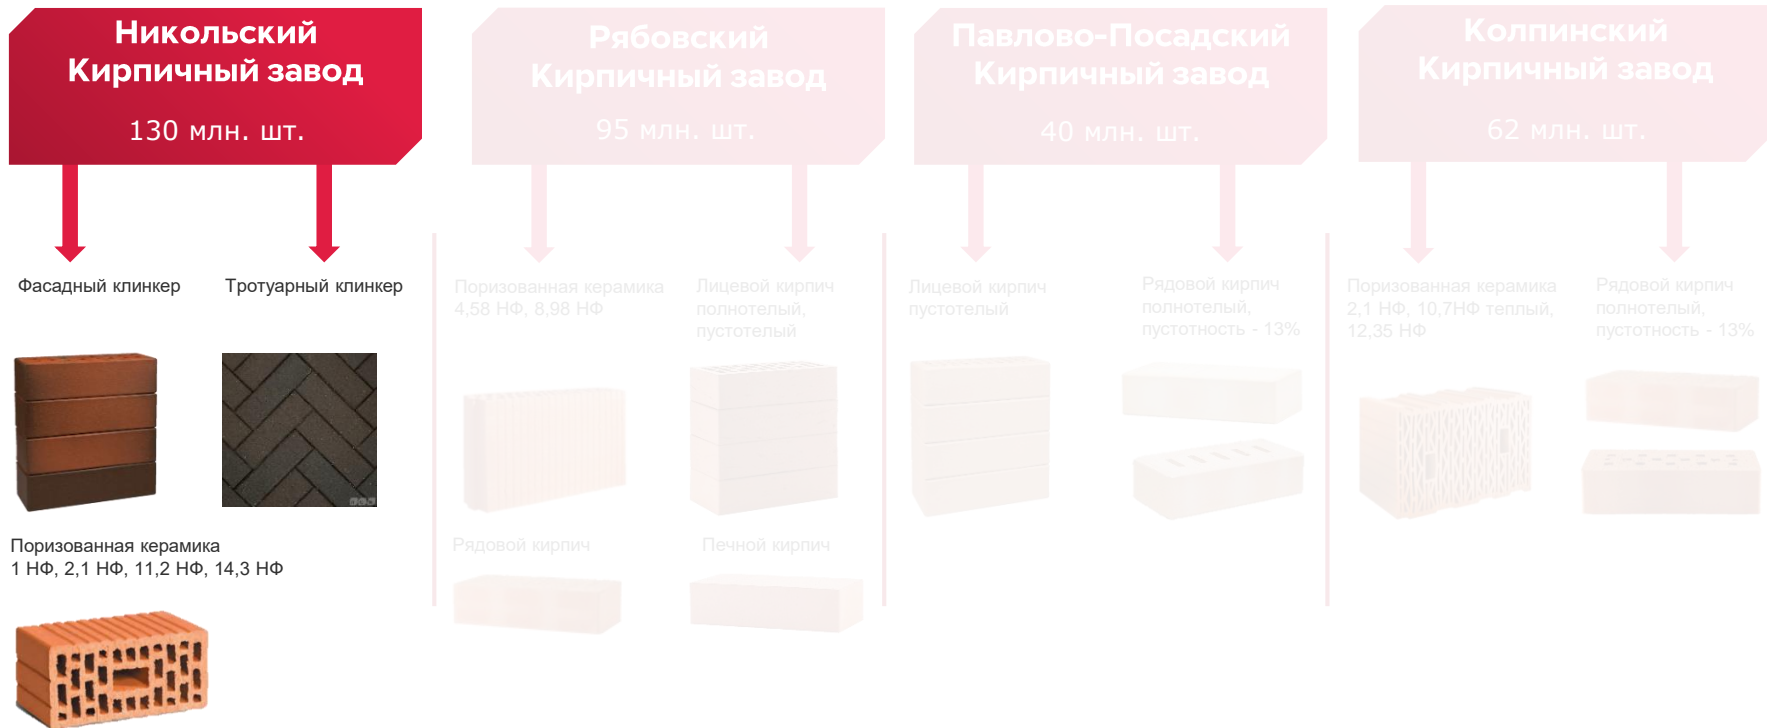 Никольский
Кирпичный завод
130 млн. шт.
Фасадный клинкер
Тротуарный клинкер
Поризованная керамика
1 НФ, 2,1 НФ, 11,2 НФ, 14,3 НФ
Рябовский
Кирпичный завод
95 млн. шт.
Поризованная керамика
4,58 НФ, 8,98 НФ
Лицевой кирпич
полнотелый,
пустотелый
Рядовой кирпич
Печной кирпич
Павлово-Посадский
Кирпичный завод
40 млн. шт.
Лицевой кирпич
пустотелый
Рядовой кирпич
полнотелый,
пустотность - 13%
Колпинский
Кирпичный завод
62 млн. шт.
Поризованная керамика
2,1 НФ, 10,7НФ теплый,
12,35 НФ
Рядовой кирпич
полнотелый,
пустотность - 13%